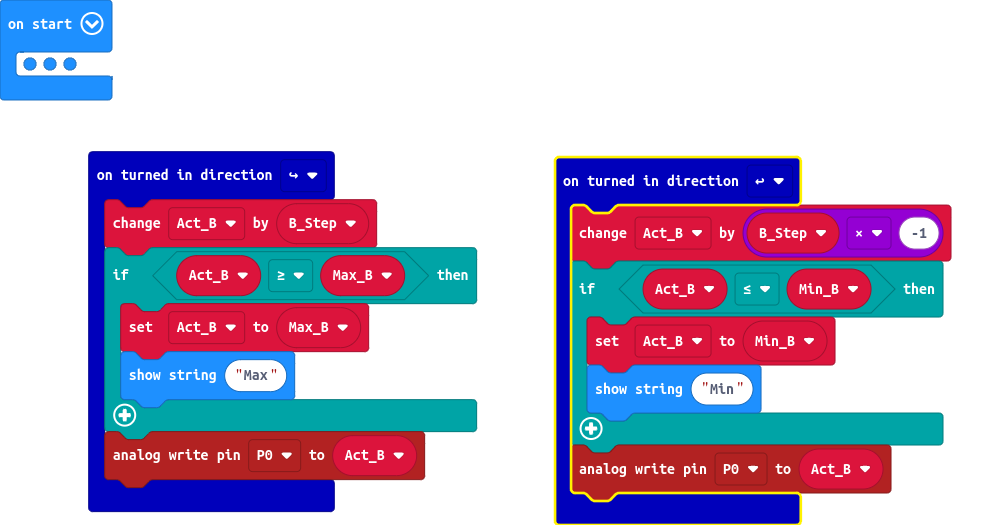 on start
on turned in direction ↪
change Act_B by B_Step
if Act_B ≥ Max_B then
set Act_B to Max_B
show string "Max"
analog write pin P0 to Act_B
on turned in direction ↩
change Act_B by B_Step × -1
if Act_B ≤ Min_B then
set Act_B to Min_B
show string "Min"
analog write pin P0 to Act_B